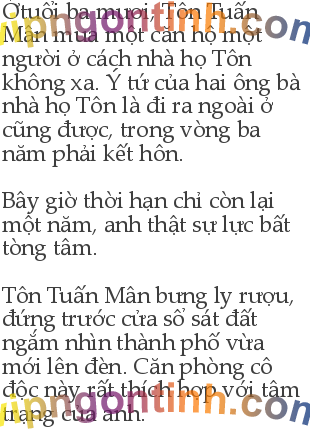 Ở tuổi ba mươi, Tôn Tuấn
Mân mua một căn hộ một
người ở cách nhà họ Tôn
không xa. Ý tứ của hai ông bà
nhà họ Tôn là đi ra ngoài ở
cũng được, trong vòng ba
năm phải kết hôn.
Bây giờ thời hạn chỉ còn lại
một năm, anh thật sự lực bất
tòng tâm.
Tôn Tuấn Mân bưng ly rượu,
đứng trước cửa sổ sát đất
ngắm nhìn thành phố vừa
mới lên đèn. Căn phòng cô
độc này rất thích hợp với tâm
trạng của anh.
vipngontinh.com
vipngontinh.com